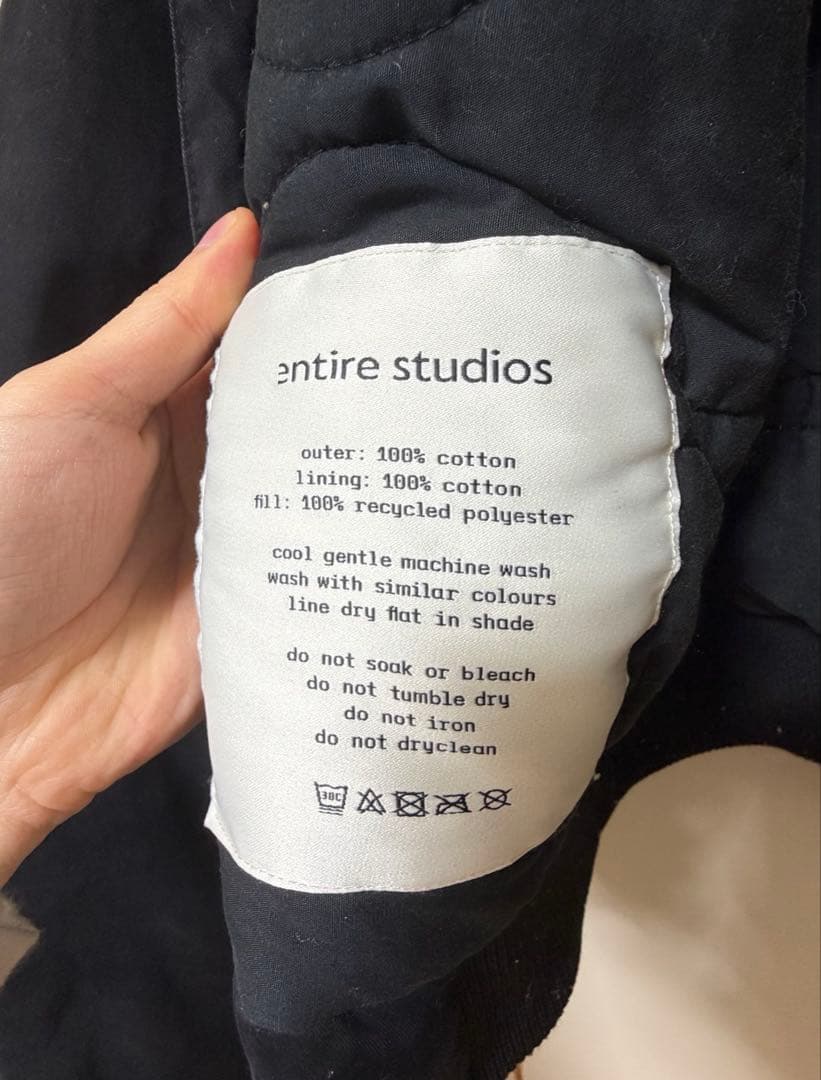 entire studios
outer: 100% cotton
lining: 100% cotton
fill: 100% recycled polyester
cool gentle machine wash
wash with similar colours
line dry flat in shade
do not soak or bleach
do not tumble dry
do not iron
do not dryclean
30C